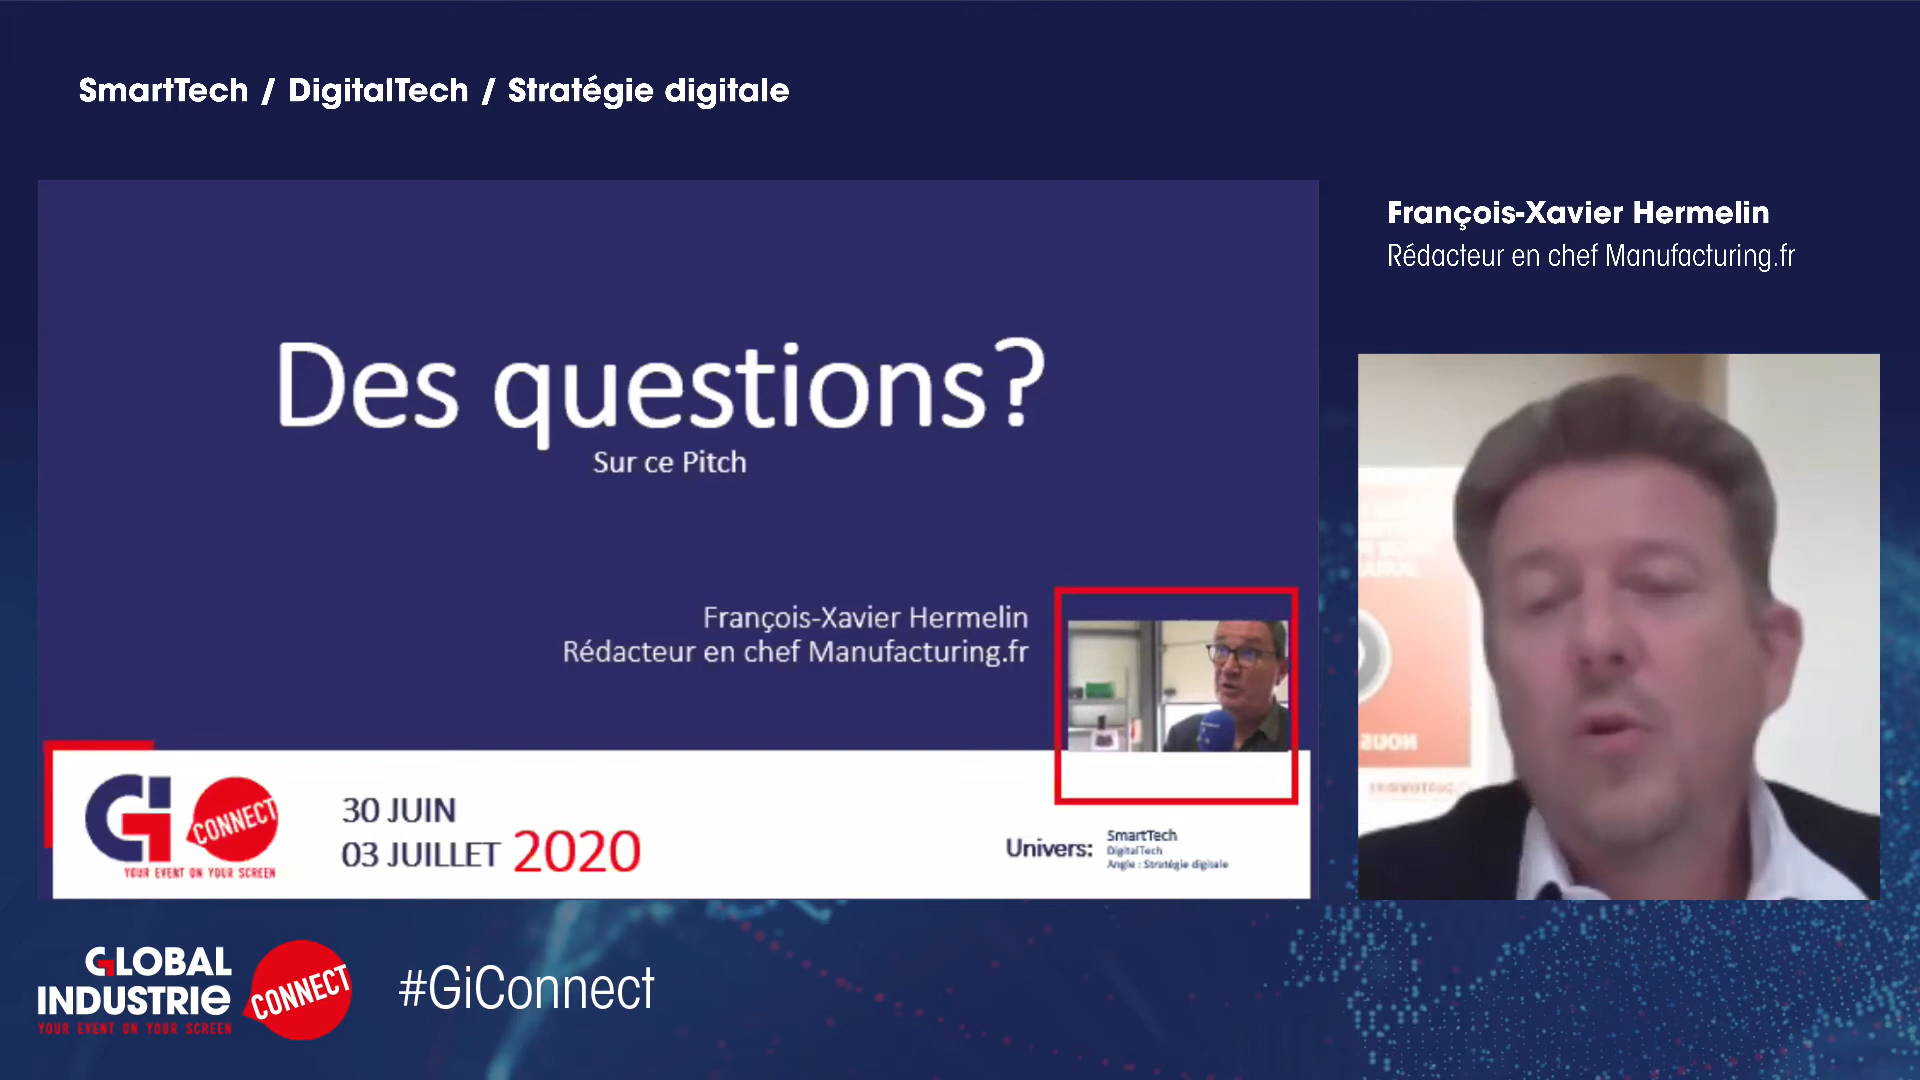 SmartTech / DigitalTech / Stratégie digitale
François-Xavier Hermelin
Rédacteur en chef Manufacturing.fr
Des questions?
Sur ce Pitch
François-Xavier Hermelin
Rédacteur en chef Manufacturing.fr
GI CONNECT
YOUR EVENT ON YOUR SCREEN
30 JUIN
03 JUILLET 2020
Univers:
SmartTech
DigitalTech
Angle : Stratégie digitale
NOUS
GLOBAL
INDUSTRIE
CONNECT
YOUR EVENT ON YOUR SCREEN
#GiConnect